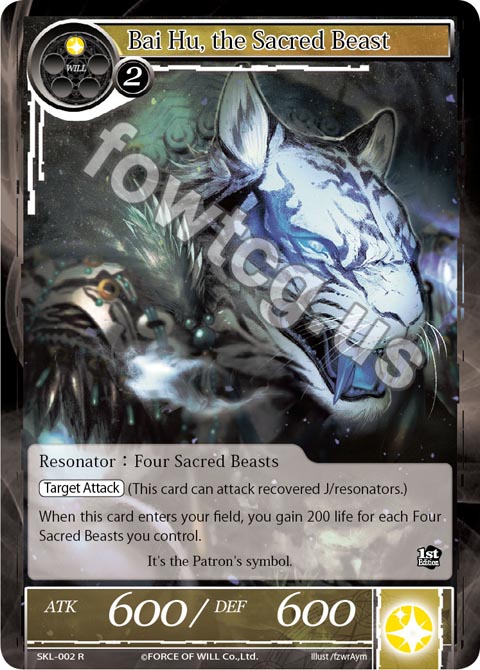 Bai Hu, the Sacred Beast
WILL
2
fowtcg.us
Resonator : Four Sacred Beasts
Target Attack (This card can attack recovered J/resonators.)
When this card enters your field, you gain 200 life for each Four
Sacred Beasts you control.
It's the Patron's symbol.
1st
Edition
ATK 600 / DEF 600
SKL-002 R ©FORCE OF WILL Co.,Ltd. Illust /fzwrAym